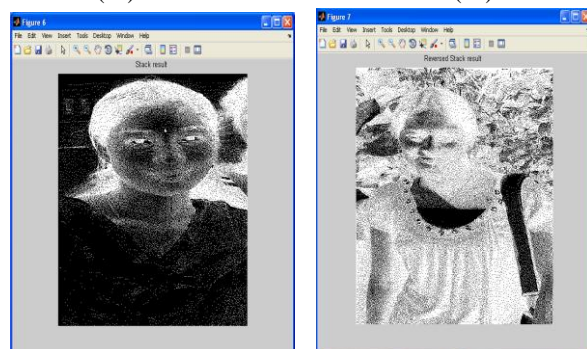 Figure 6
File Edit View Insert Tools Desktop Window Help
Stack result
Figure 7
File Edit View Insert Tools Desktop Window Help
Reversed Stack result